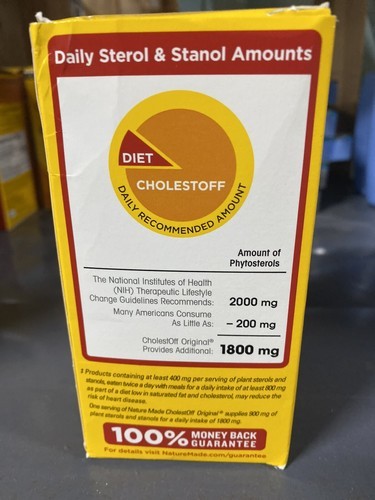 Daily Sterol & Stanol Amounts
DIET
CHOLESTOFF
DAILY RECOMMENDED AMOUNT
Amount of
Phytosterols
The National Institutes of Health
(NIH) Therapeutic Lifestyle
Change Guidelines Recommends: 2000 mg
Many Americans Consume
As Little As: – 200 mg
CholestOff Original®
Provides Additional: 1800 mg
‡ Products containing at least 400 mg per serving of plant sterols and
stanols, eaten twice a day with meals for a daily intake of at least 800 mg
as part of a diet low in saturated fat and cholesterol, may reduce the
risk of heart disease.
One serving of Nature Made CholestOff Original™ supplies 900 mg of
plant sterols and stanols for a daily intake of 1800 mg.
100% MONEY BACK
GUARANTEE
For details visit NatureMade.com/guarantee